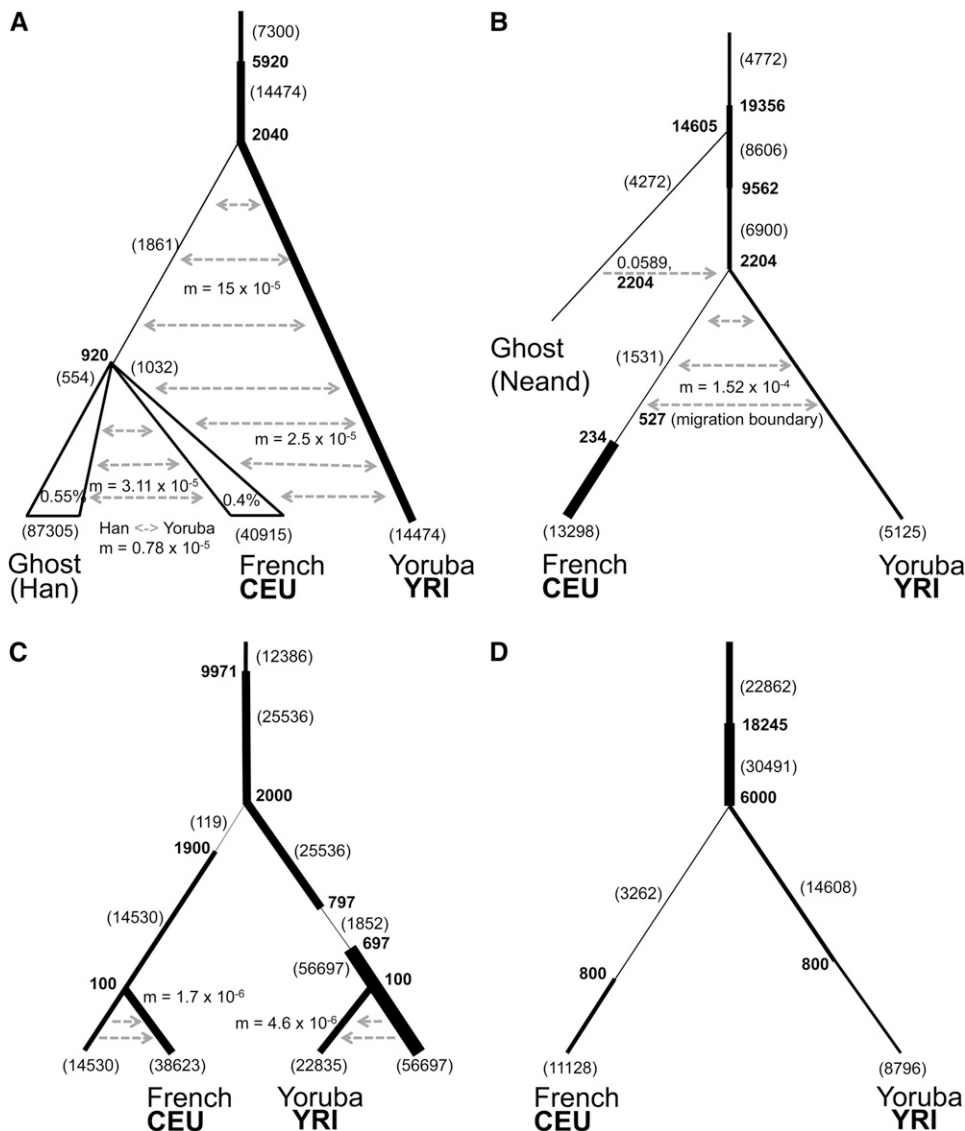 A
(7300)
5920
(14474)
2040
(1861)
m = 15 x 10-5
920
(554)
(1032)
m = 2.5 x 10-5
m = 3.11 x 10-5
0.55%
0.4%
(87305)
Han <-> Yoruba
m = 0.78 x 10-5
(40915)
(14474)
Ghost
(Han)
French
CEU
Yoruba
YRI
B
(4772)
19356
14605
(8606)
(4272)
9562
(6900)
2204
0.0589,
2204
Ghost
(Neand)
(1531)
m = 1.52 x 10-4
527 (migration boundary)
234
(13298)
(5125)
French
CEU
Yoruba
YRI
C
(12386)
9971
(25536)
2000
(119)
1900
(25536)
797
(14530)
(1852)
697
(56697)
100
100
m = 1.7 x 10-6
m = 4.6 x 10-6
(14530)
(38623)
(22835)
(56697)
French
CEU
Yoruba
YRI
D
(22862)
18245
(30491)
6000
(3262)
(14608)
800
800
(11128)
(8796)
French
CEU
Yoruba
YRI